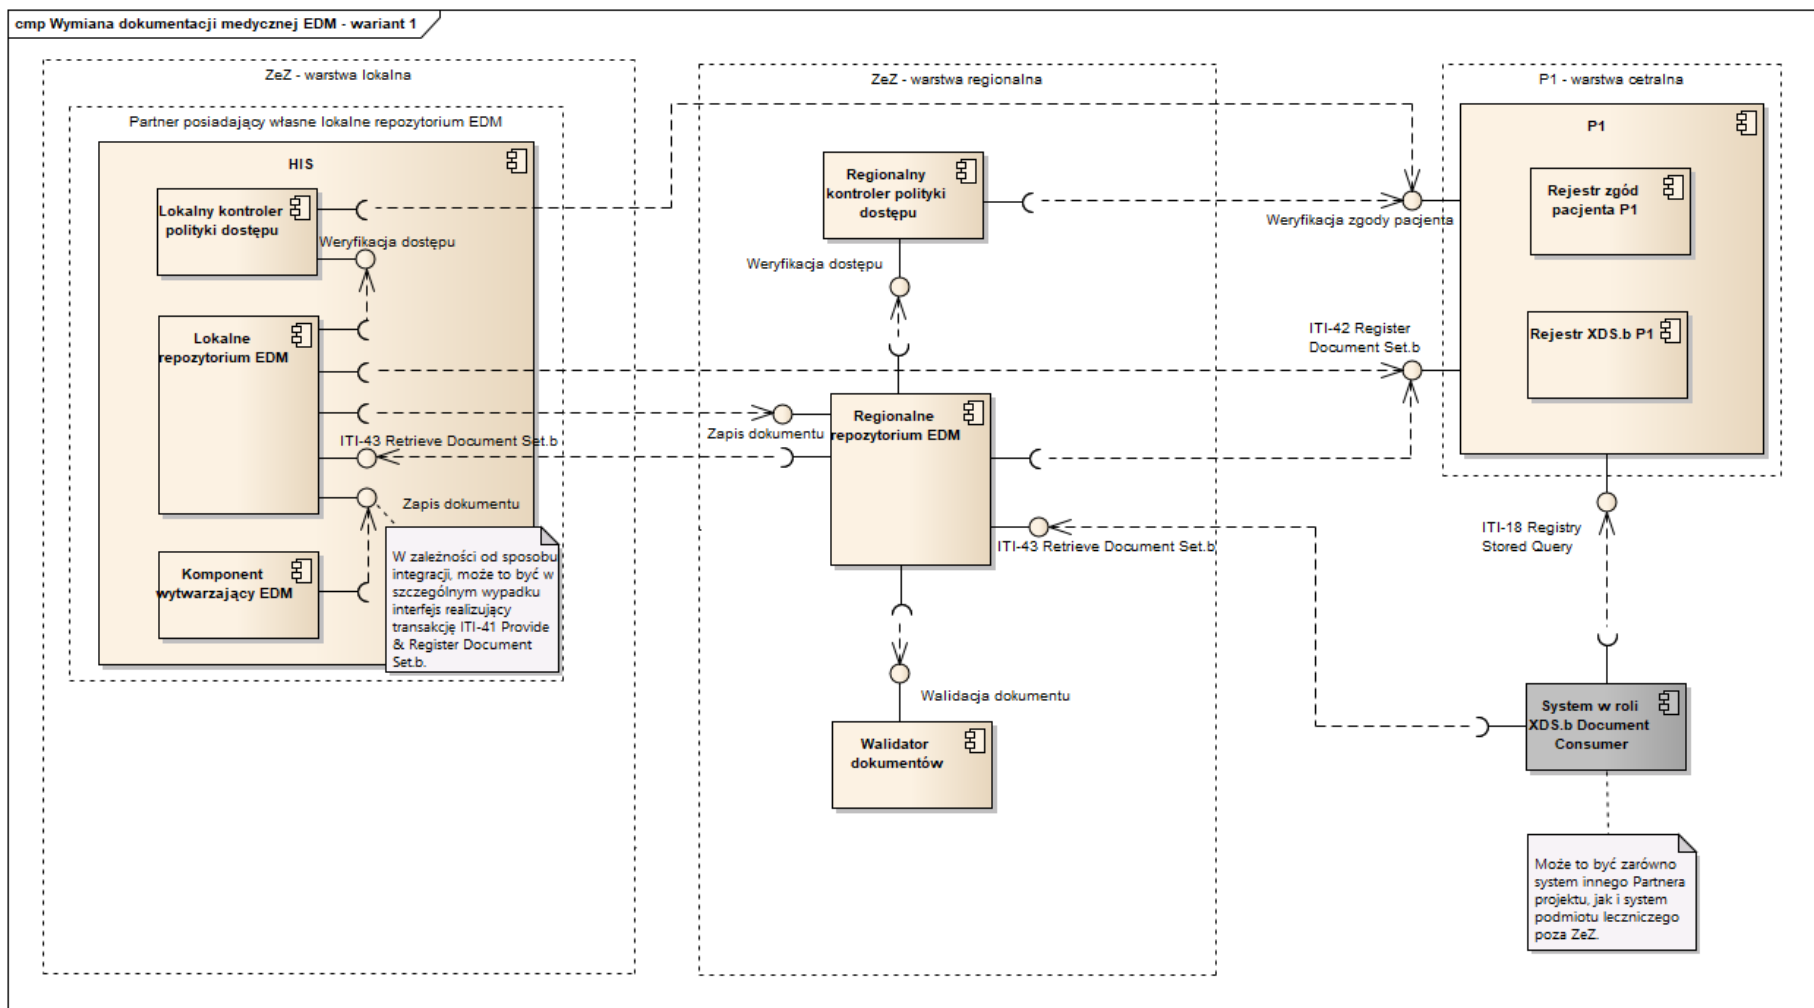 cmp Wymiana dokumentacji medycznej EDM - wariant 1
ZeZ - warstwa lokalna
Partner posiadający własne lokalne repozytorium EDM
HIS
Lokalny kontroler
polityki dostępu
Weryfikacja dostępu
Lokalne
repozytorium EDM
ITI-43 Retrieve Document Set.b
Zapis dokumentu
Komponent
wytwarzający EDM
W zależności od sposobu
integracji, może to być w
szczególnym wypadku
interfejs realizujący
transakcję ITI-41 Provide
& Register Document
Set.b.
ZeZ - warstwa regionalna
Regionalny
kontroler polityki
dostępu
Weryfikacja dostępu
Zapis dokumentu
Regionalne
repozytorium EDM
ITI-43 Retrieve Document Set.b
Walidacja dokumentu
Walidator
dokumentów
P1 - warstwa cetralna
P1
Weryfikacja zgody pacjenta
Rejestr zgód
pacjenta P1
ITI-42 Register
Document Set.b
Rejestr XDS.b P1
ITI-18 Registry
Stored Query
System w roli
XDS.b Document
Consumer
Może to być zarówno
system innego Partnera
projektu, jak i system
podmiotu leczniczego
poza ZeZ.